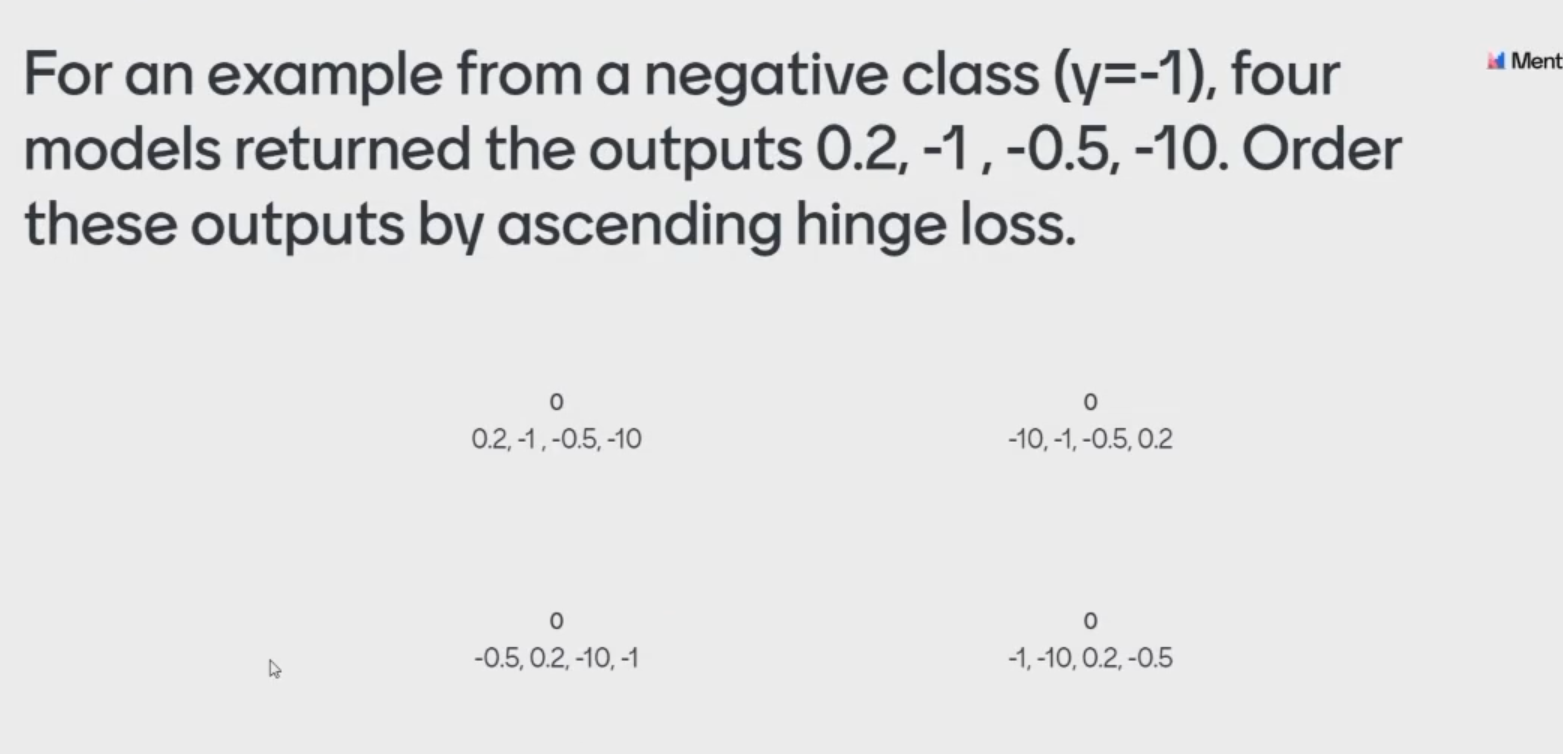 For an example from a negative class (y=-1), four
Ment
models returned the outputs 0.2, -1 , -0.5, -10. Order
these outputs by ascending hinge loss.
0
0.2, -1 , -0.5, -10
0
-10, -1, -0.5, 0.2
0
-0.5, 0.2, -10, -1
0
-1, -10, 0.2, -0.5